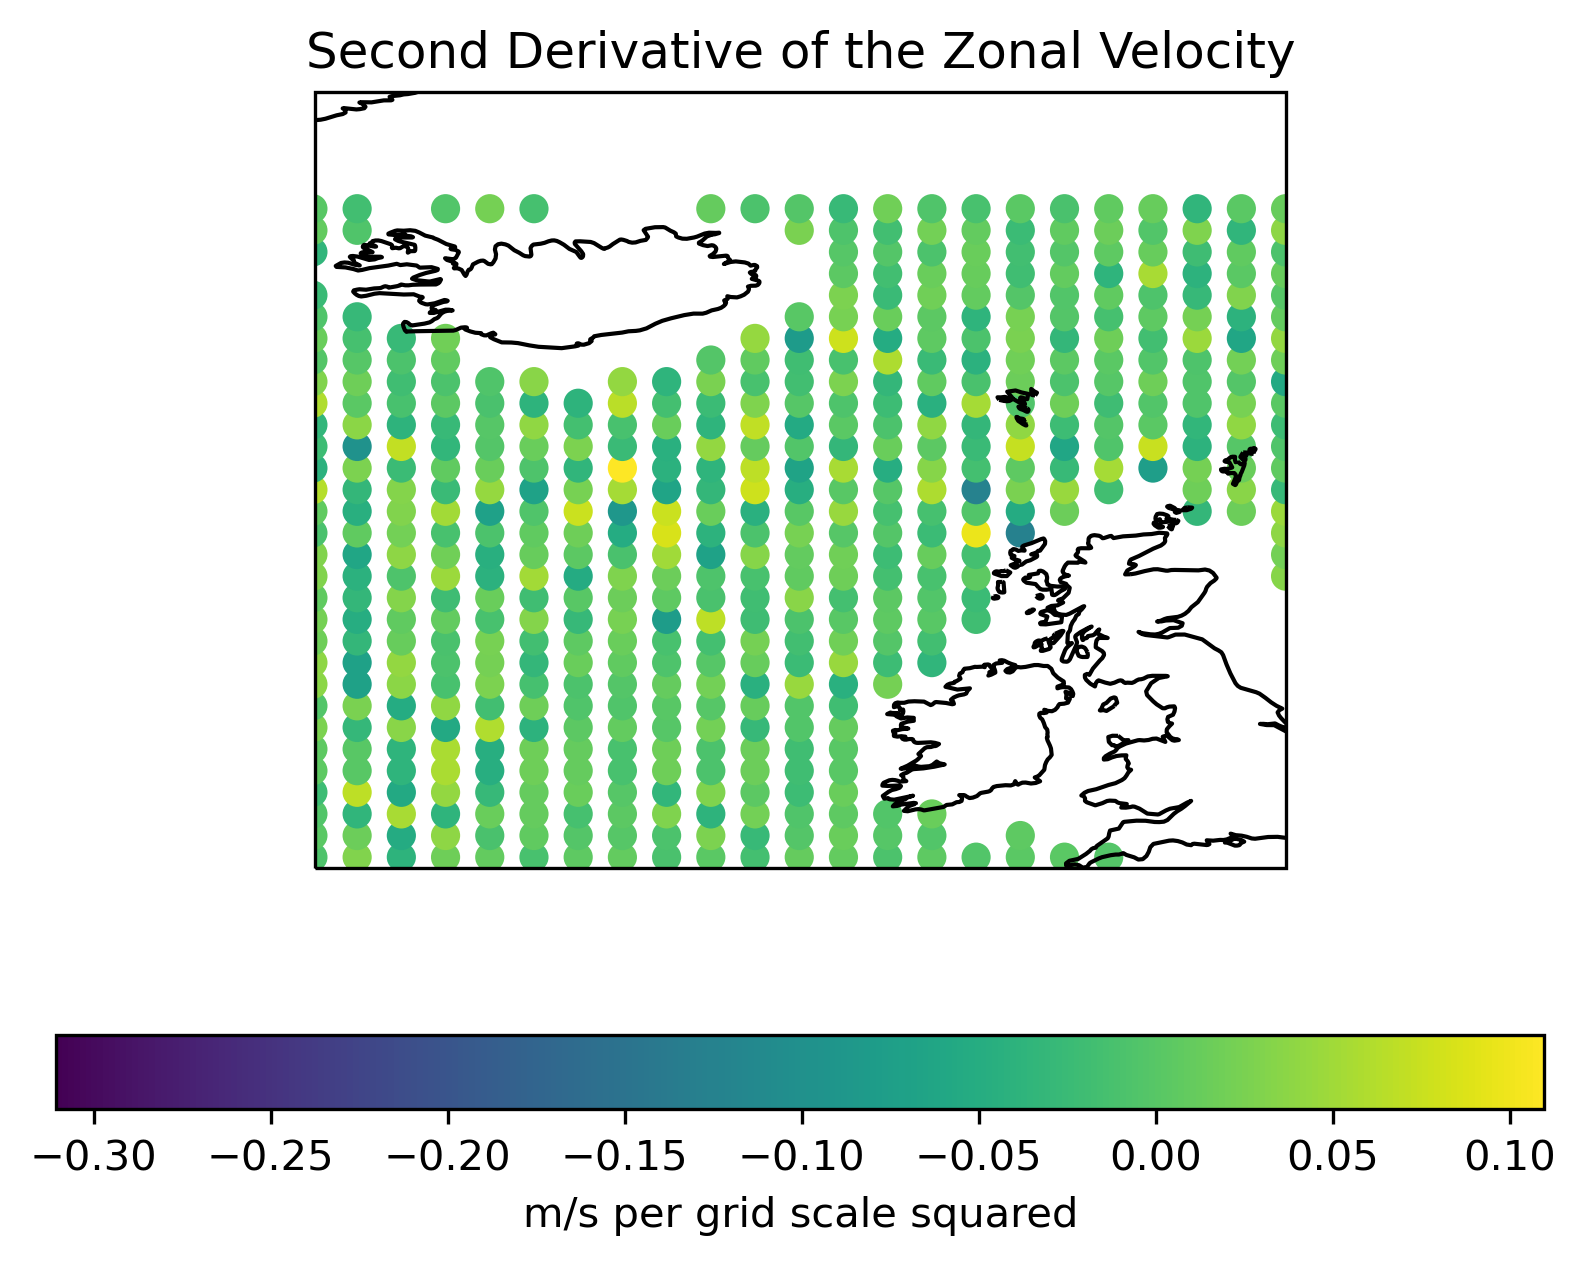 Second Derivative of the Zonal Velocity
−0.30 −0.25 −0.20 −0.15 −0.10 −0.05 0.00 0.05 0.10
m/s per grid scale squared